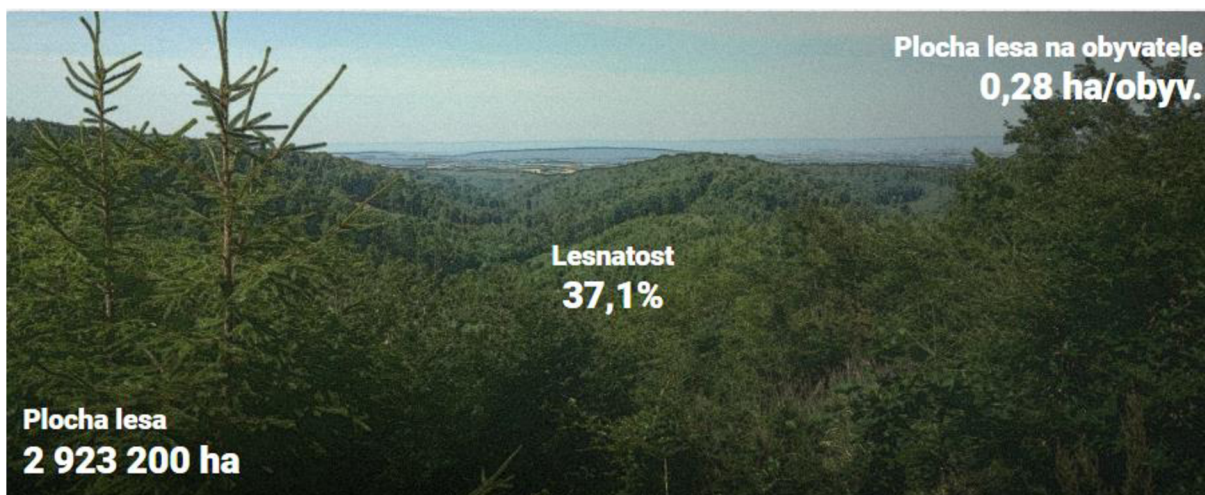 Plocha lesa na obyvatele
0,28 ha/obyv.
Lesnatost
37,1%
Plocha lesa
2 923 200 ha